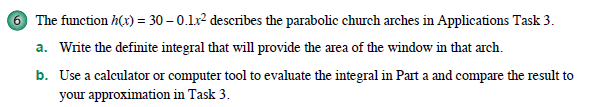 6 The function h(x) = 30 – 0.1x² describes the parabolic church arches in Applications Task 3.
a. Write the definite integral that will provide the area of the window in that arch.
b. Use a calculator or computer tool to evaluate the integral in Part a and compare the result to
your approximation in Task 3.